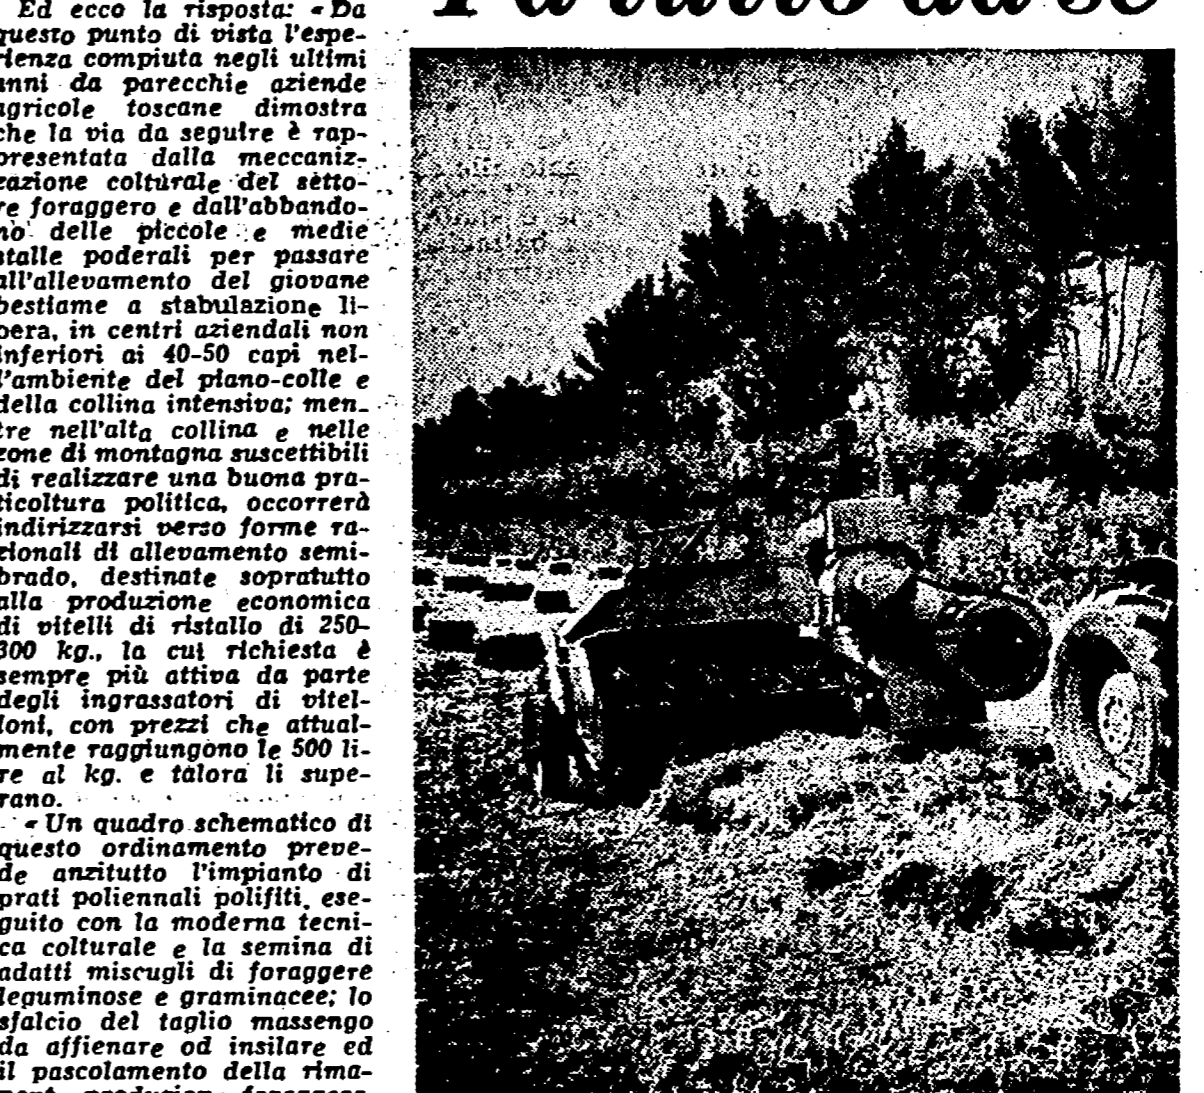 Fa tutto da sé
Ed ecco la risposta: «Da
questo punto di vista l'espe-
rienza compiuta negli ultimi
anni da parecchie aziende
agricole toscane dimostra
che la via da seguire è rap-
presentata dalla meccaniz-
zazione colturale del setto-
re foraggero e dall'abbando-
no delle piccole e medie
stalle poderali per passare
all'allevamento del giovane
bestiame a stabulazione li-
bera, in centri aziendali non
inferiori ai 40-50 capi nel-
l'ambiente del piano-colle e
della collina intensiva; men-
tre nell'alta collina e nelle
zone di montagna suscettibili
di realizzare una buona pra-
ticoltura politica, occorrerà
indirizzarsi verso forme ra-
zionali di allevamento semi-
brado, destinate sopratutto
alla produzione economica
di vitelli di ristallo di 250-
300 kg., la cui richiesta è
sempre più attiva da parte
degli ingrassatori di vitel-
loni, con prezzi che attual-
mente raggiungono le 500 li-
re al kg. e talora li supe-
rano.
«Un quadro schematico di
questo ordinamento preve-
de anzitutto l'impianto di
prati poliennali polifiti, ese-
guito con la moderna tecni-
ca colturale e la semina di
adatti miscugli di foraggere
leguminose e graminacee; lo
sfalcio del taglio massengo
da affienare od insilare ed
il pascolamento della rima-